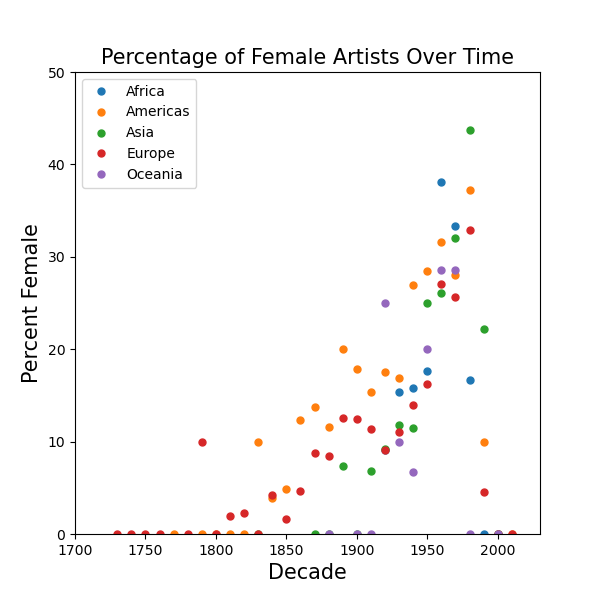 Percentage of Female Artists Over Time
50
40
30
20
10
0
Percent Female
Africa
Americas
Asia
Europe
Oceania
1700 1750 1800 1850 1900 1950 2000
Decade